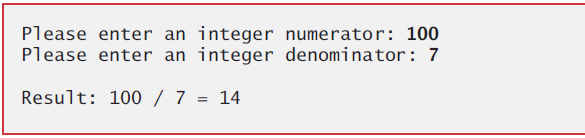 Please enter an integer numerator: 100
Please enter an integer denominator: 7
Result: 100 / 7 = 14